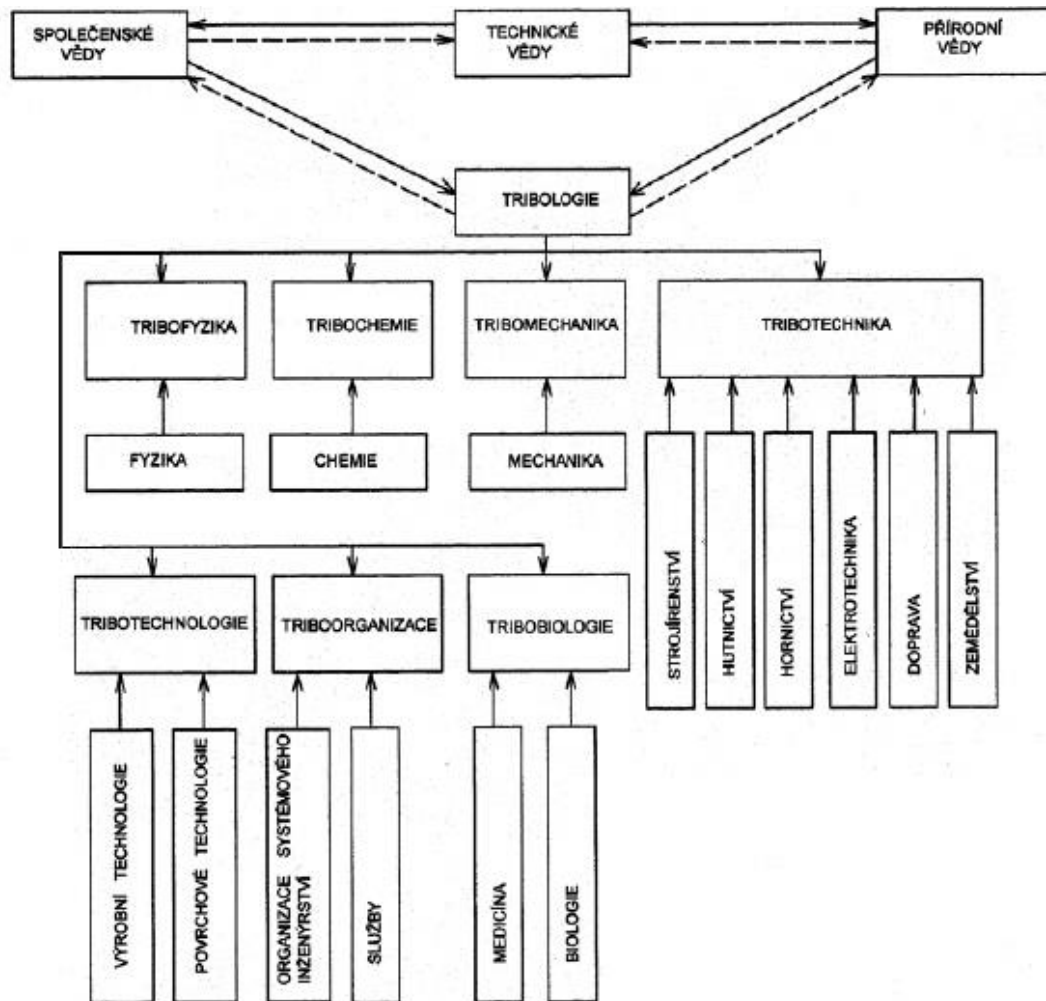 SPOLEČENSKÉ
VĚDY
TECHNICKÉ
VĚDY
PŘÍRODNÍ
VĚDY
TRIBOLOGIE
TRIBOFYZIKA
TRIBOCHEMIE
TRIBOMECHANIKA
TRIBOTECHNIKA
FYZIKA
CHEMIE
MECHANIKA
STROJÍRENSTVÍ
HUTNICTVÍ
HORNICTVÍ
ELEKTROTECHNIKA
DOPRAVA
ZEMĚDĚLSTVÍ
TRIBOTECHNOLOGIE
TRIBOORGANIZACE
TRIBOBIOLOGIE
VÝROBNÍ TECHNOLOGIE
POVRCHOVÉ TECHNOLOGIE
ORGANIZACE SYSTÉMOVÉHO
INŽENÝRSTVÍ
SLUŽBY
MEDICÍNA
BIOLOGIE